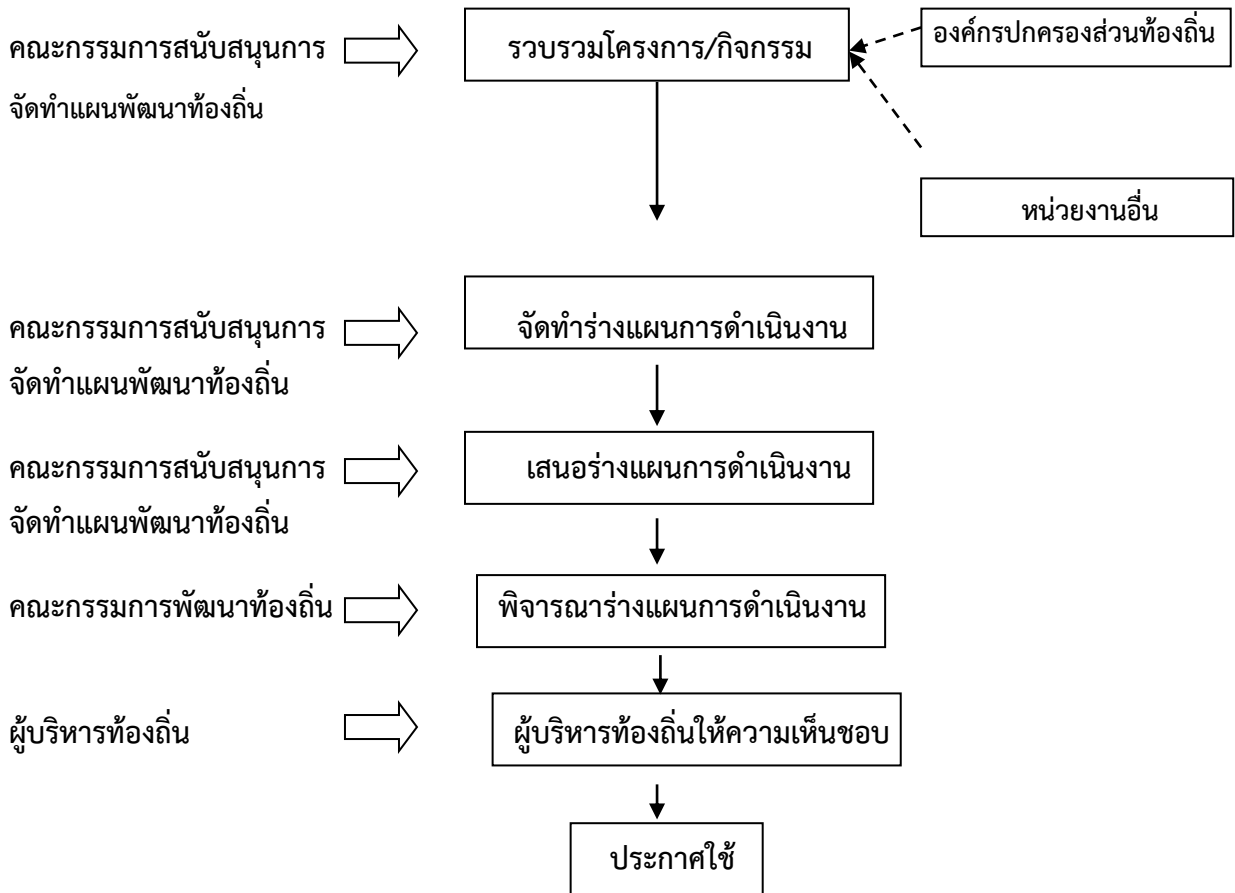 คณะกรรมการสนับสนุนการ
จัดทำแผนพัฒนาท้องถิ่น
รวบรวมโครงการ/กิจกรรม
องค์กรปกครองส่วนท้องถิ่น
หน่วยงานอื่น
คณะกรรมการสนับสนุนการ
จัดทำแผนพัฒนาท้องถิ่น
จัดทำร่างแผนการดำเนินงาน
คณะกรรมการสนับสนุนการ
จัดทำแผนพัฒนาท้องถิ่น
เสนอร่างแผนการดำเนินงาน
คณะกรรมการพัฒนาท้องถิ่น
พิจารณาร่างแผนการดำเนินงาน
ผู้บริหารท้องถิ่น
ผู้บริหารท้องถิ่นให้ความเห็นชอบ
ประกาศใช้